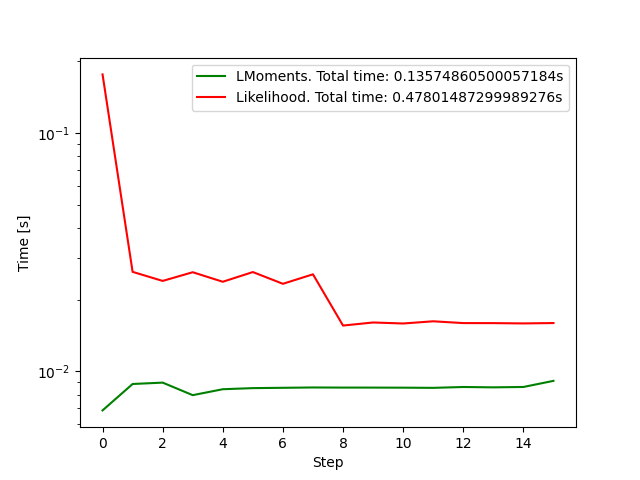 LMoments. Total time: 0.13574860500057184s
Likelihood. Total time: 0.47801487299989276s
10⁻¹
10⁻²
Time [s]
0 2 4 6 8 10 12 14
Step